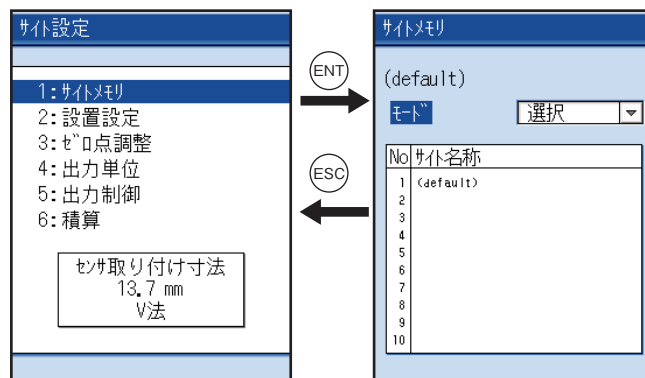 サイト設定
1:サイトメモリ
2:設置設定
3:ゼロ点調整
4:出力単位
5:出力制御
6:積算
センサ取り付け寸法
13.7 mm
V法
ENT
ESC
サイトメモリ
(default)
モード 選択
No サイト名称
1 (default)
2
3
4
5
6
7
8
9
10